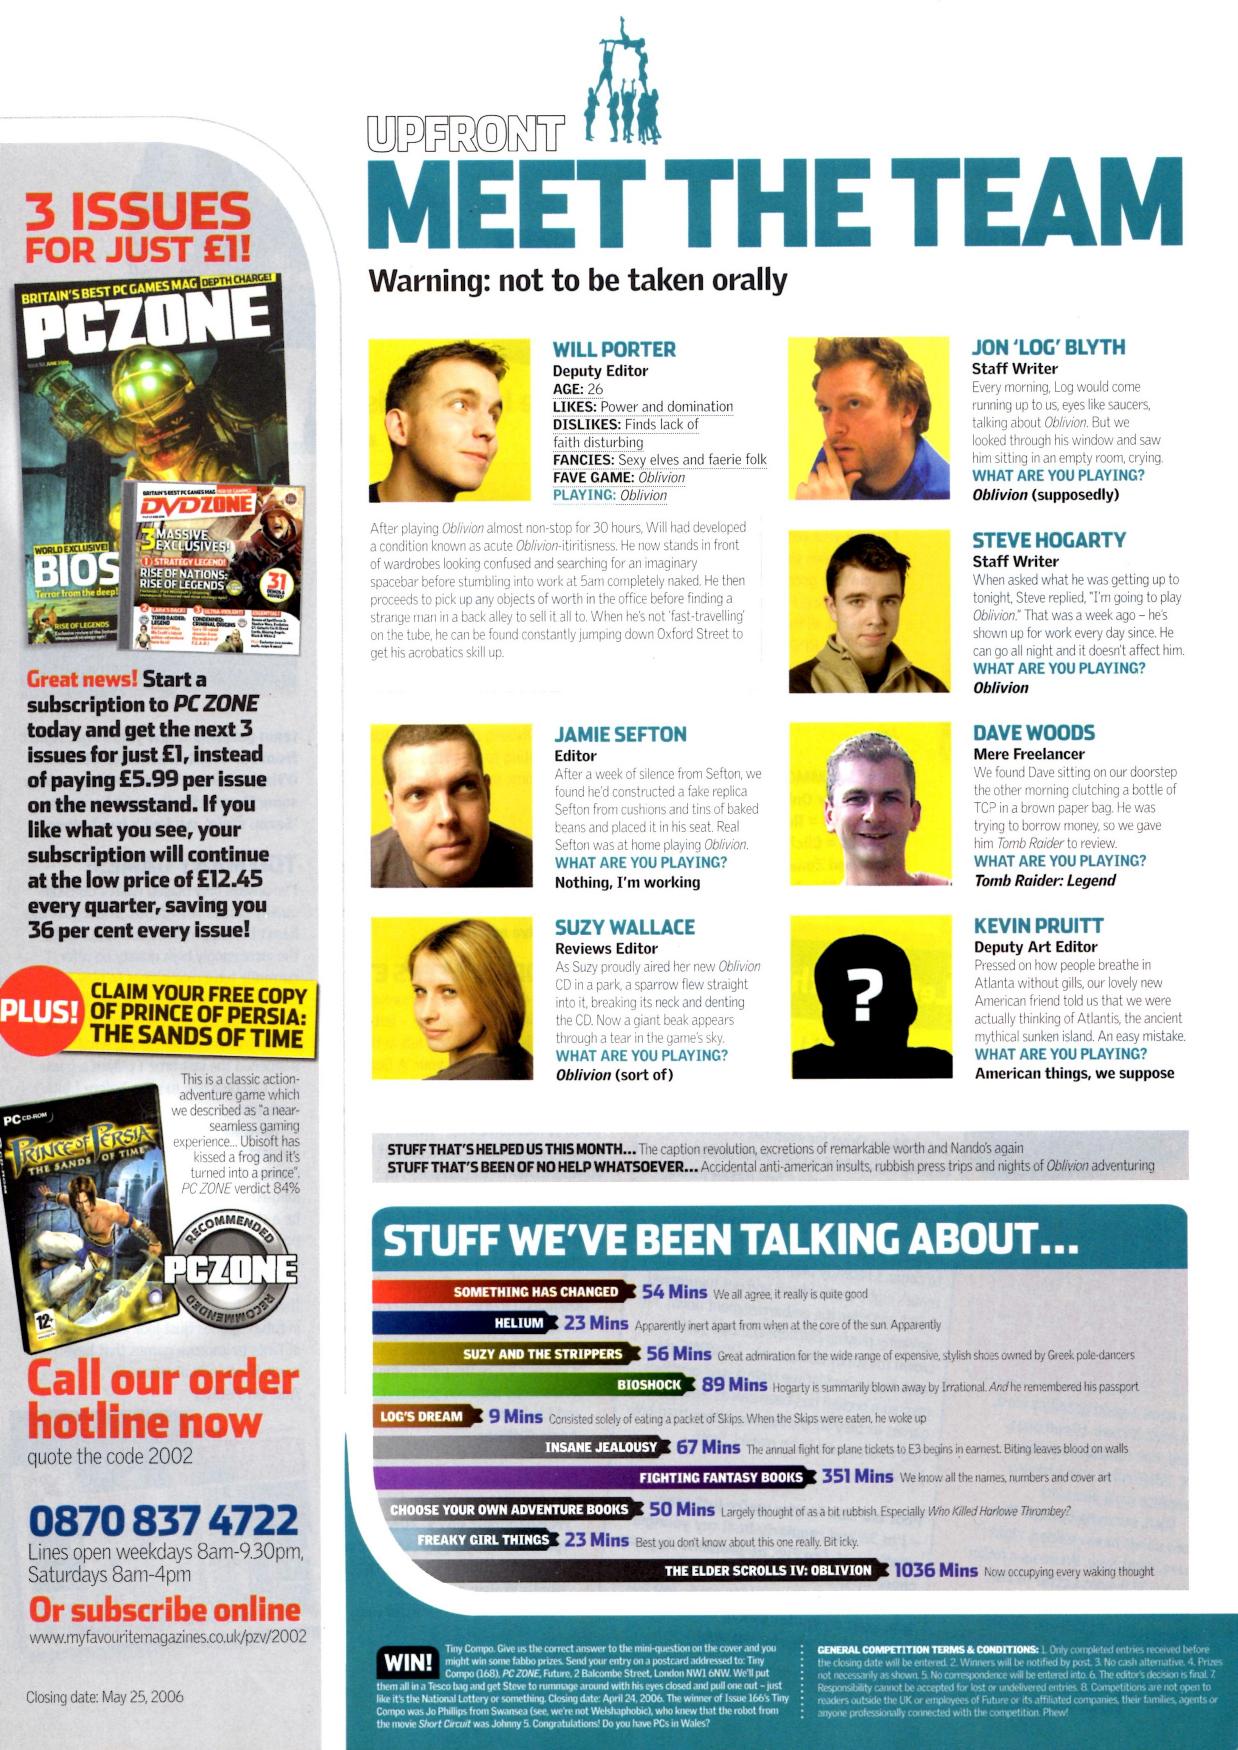 UPFRONT
MEET THE TEAM
Warning: not to be taken orally
3 ISSUES
FOR JUST £1!
BRITAIN'S BEST PC GAMES MAG DEPTH CHARGE!
PCZONE
WORLD EXCLUSIVE!
BIOS
Terror from the deep!
RISE OF LEGENDS
BRITAIN'S BEST PC GAMES MAG
DVDZONE
3 MASSIVE
EXCLUSIVES!
1 STRATEGY LEGEND!
RISE OF NATIONS:
RISE OF LEGENDS
31
2
TOMB RAIDER:
LEGEND
3
CONDEMNED:
CRIMINAL ORIGINS
Great news! Start a
subscription to PC ZONE
today and get the next 3
issues for just £1, instead
of paying £5.99 per issue
on the newsstand. If you
like what you see, your
subscription will continue
at the low price of £12.45
every quarter, saving you
36 per cent every issue!
PLUS!
CLAIM YOUR FREE COPY
OF PRINCE OF PERSIA:
THE SANDS OF TIME
This is a classic action-
adventure game which
we described as "a near-
seamless gaming
experience... Ubisoft has
kissed a frog and it's
turned into a prince".
PC ZONE verdict 84%
PC CD-ROM
PRINCE OF PERSIA
THE SANDS OF TIME
12+
RECOMMENDED
PCZONE
RECOMMENDED
Call our order
hotline now
quote the code 2002
0870 837 4722
Lines open weekdays 8am-9.30pm,
Saturdays 8am-4pm
Or subscribe online
www.myfavouritemagazines.co.uk/pzv/2002
Closing date: May 25, 2006
WILL PORTER
Deputy Editor
AGE: 26
LIKES: Power and domination
DISLIKES: Finds lack of
faith disturbing
FANCIES: Sexy elves and faerie folk
FAVE GAME: Oblivion
PLAYING: Oblivion
After playing Oblivion almost non-stop for 30 hours, Will had developed
a condition known as acute Oblivion-itiritisness. He now stands in front
of wardrobes looking confused and searching for an imaginary
spacebar before stumbling into work at 5am completely naked. He then
proceeds to pick up any objects of worth in the office before finding a
strange man in a back alley to sell it all to. When he's not 'fast-travelling'
on the tube, he can be found constantly jumping down Oxford Street to
get his acrobatics skill up.
JAMIE SEFTON
Editor
After a week of silence from Sefton, we
found he'd constructed a fake replica
Sefton from cushions and tins of baked
beans and placed it in his seat. Real
Sefton was at home playing Oblivion.
WHAT ARE YOU PLAYING?
Nothing, I'm working
SUZY WALLACE
Reviews Editor
As Suzy proudly aired her new Oblivion
CD in a park, a sparrow flew straight
into it, breaking its neck and denting
the CD. Now a giant beak appears
through a tear in the game's sky.
WHAT ARE YOU PLAYING?
Oblivion (sort of)
JON 'LOG' BLYTH
Staff Writer
Every morning, Log would come
running up to us, eyes like saucers,
talking about Oblivion. But we
looked through his window and saw
him sitting in an empty room, crying.
WHAT ARE YOU PLAYING?
Oblivion (supposedly)
STEVE HOGARTY
Staff Writer
When asked what he was getting up to
tonight, Steve replied, "I'm going to play
Oblivion." That was a week ago – he's
shown up for work every day since. He
can go all night and it doesn't affect him.
WHAT ARE YOU PLAYING?
Oblivion
DAVE WOODS
Mere Freelancer
We found Dave sitting on our doorstep
the other morning clutching a bottle of
TCP in a brown paper bag. He was
trying to borrow money, so we gave
him Tomb Raider to review.
WHAT ARE YOU PLAYING?
Tomb Raider: Legend
?
KEVIN PRUITT
Deputy Art Editor
Pressed on how people breathe in
Atlanta without gills, our lovely new
American friend told us that we were
actually thinking of Atlantis, the ancient
mythical sunken island. An easy mistake.
WHAT ARE YOU PLAYING?
American things, we suppose
STUFF THAT'S HELPED US THIS MONTH... The caption revolution, excretions of remarkable worth and Nando's again
STUFF THAT'S BEEN OF NO HELP WHATSOEVER... Accidental anti-american insults, rubbish press trips and nights of Oblivion adventuring
STUFF WE'VE BEEN TALKING ABOUT...
SOMETHING HAS CHANGED 54 Mins We all agree, it really is quite good
HELIUM 23 Mins Apparently inert apart from when at the core of the sun. Apparently
SUZY AND THE STRIPPERS 56 Mins Great admiration for the wide range of expensive, stylish shoes owned by Greek pole-dancers
BIOSHOCK 89 Mins Hogarty is summarily blown away by Irrational. And he remembered his passport
LOG'S DREAM 9 Mins Consisted solely of eating a packet of Skips. When the Skips were eaten, he woke up
INSANE JEALOUSY 67 Mins The annual fight for plane tickets to E3 begins in earnest. Biting leaves blood on walls
FIGHTING FANTASY BOOKS 351 Mins We know all the names, numbers and cover art
CHOOSE YOUR OWN ADVENTURE BOOKS 50 Mins Largely thought of as a bit rubbish. Especially Who Killed Harlowe Thrombey?
FREAKY GIRL THINGS 23 Mins Best you don't know about this one really. Bit icky.
THE ELDER SCROLLS IV: OBLIVION 1036 Mins Now occupying every waking thought
WIN!
Tiny Compo. Give us the correct answer to the mini-question on the cover and you
might win some fabbo prizes. Send your entry on a postcard addressed to: Tiny
Compo (168), PC ZONE, Future, 2 Balcombe Street, London NW1 6NW. We'll put
them all in a Tesco bag and get Steve to rummage around with his eyes closed and pull one out – just
like it's the National Lottery or something. Closing date: April 24, 2006. The winner of Issue 166's Tiny
Compo was Jo Phillips from Swansea (see, we're not Welshaphobic), who knew that the robot from
the movie Short Circuit was Johnny 5. Congratulations! Do you have PCs in Wales?
GENERAL COMPETITION TERMS & CONDITIONS: 1. Only completed entries received before
the closing date will be entered. 2. Winners will be notified by post. 3. No cash alternative. 4. Prizes
not necessarily as shown. 5. No correspondence will be entered into. 6. The editor's decision is final. 7.
Responsibility cannot be accepted for lost or undelivered entries. 8. Competitions are not open to
readers outside the UK or employees of Future or its affiliated companies, their families, agents or
anyone professionally connected with the competition. Phew!